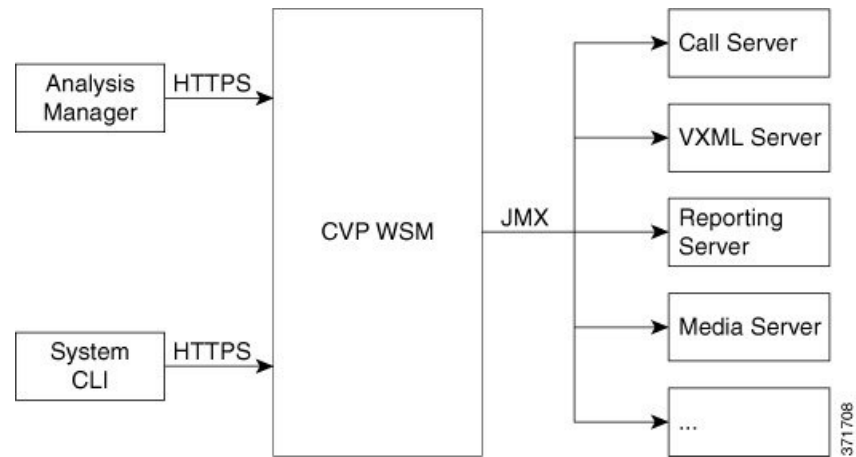 Analysis
Manager
HTTPS
System
CLI
HTTPS
CVP WSM
JMX
Call Server
VXML Server
Reporting
Server
Media Server
...
371708